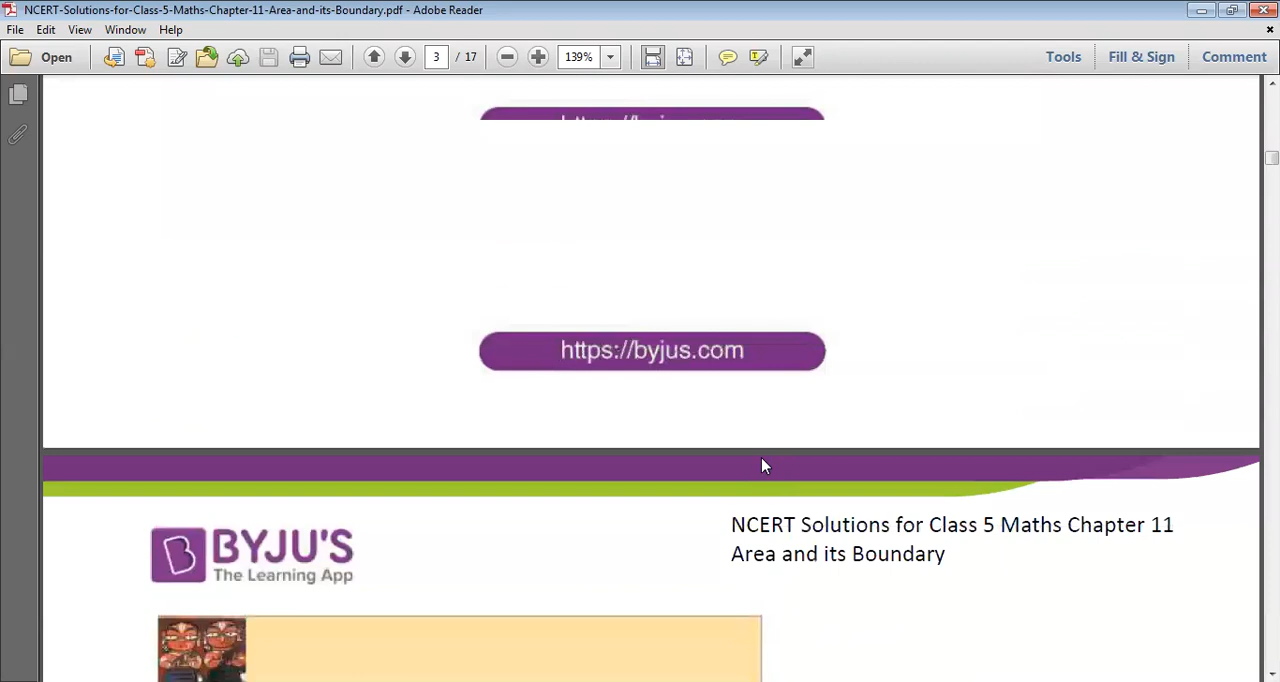 NCERT-Solutions-for-Class-5-Maths-Chapter-11-Area-and-its-Boundary.pdf - Adobe Reader
File Edit View Window Help
Open 3 / 17 139% Tools Fill & Sign Comment
https://byjus.com
BYJU'S
The Learning App
NCERT Solutions for Class 5 Maths Chapter 11
Area and its Boundary